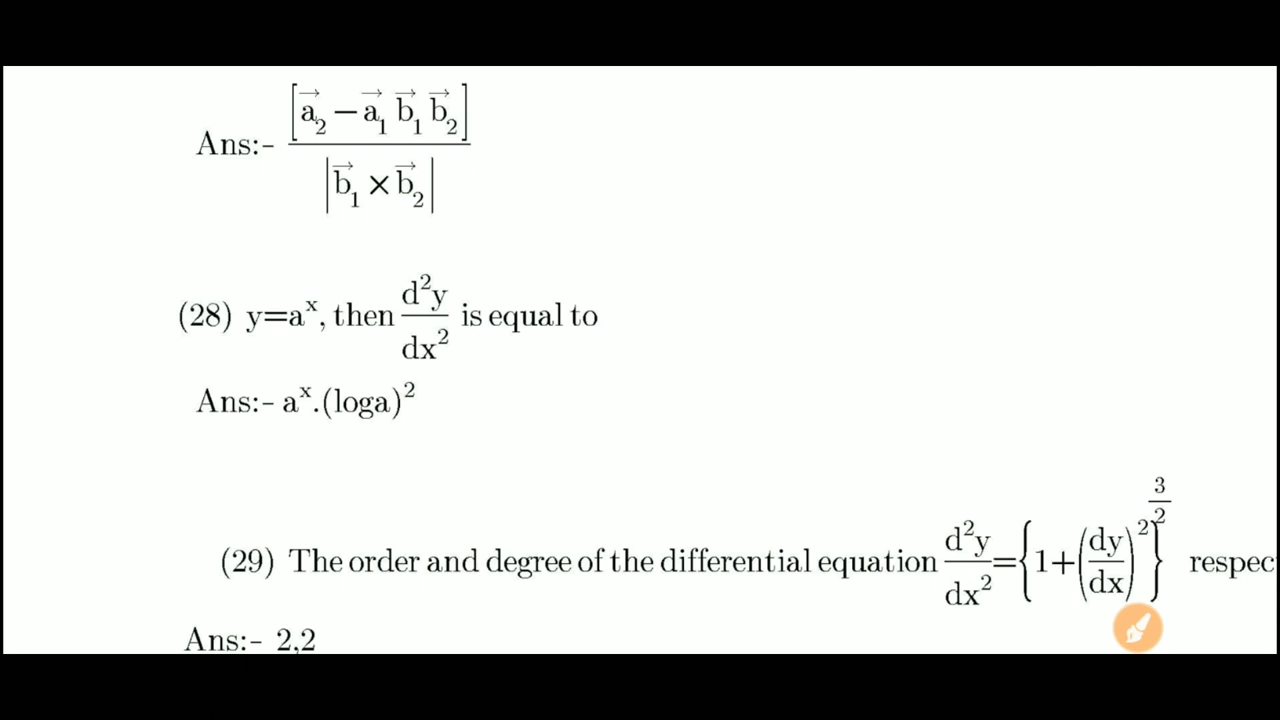 Ans:- [a⃗₂ − a⃗₁ b⃗₁ b⃗₂] / |b⃗₁ × b⃗₂|
(28) y=aˣ, then d²y/dx² is equal to
Ans:- aˣ.(loga)²
(29) The order and degree of the differential equation d²y/dx²={1+(dy/dx)²}^(3/2) respec
Ans:- 2,2